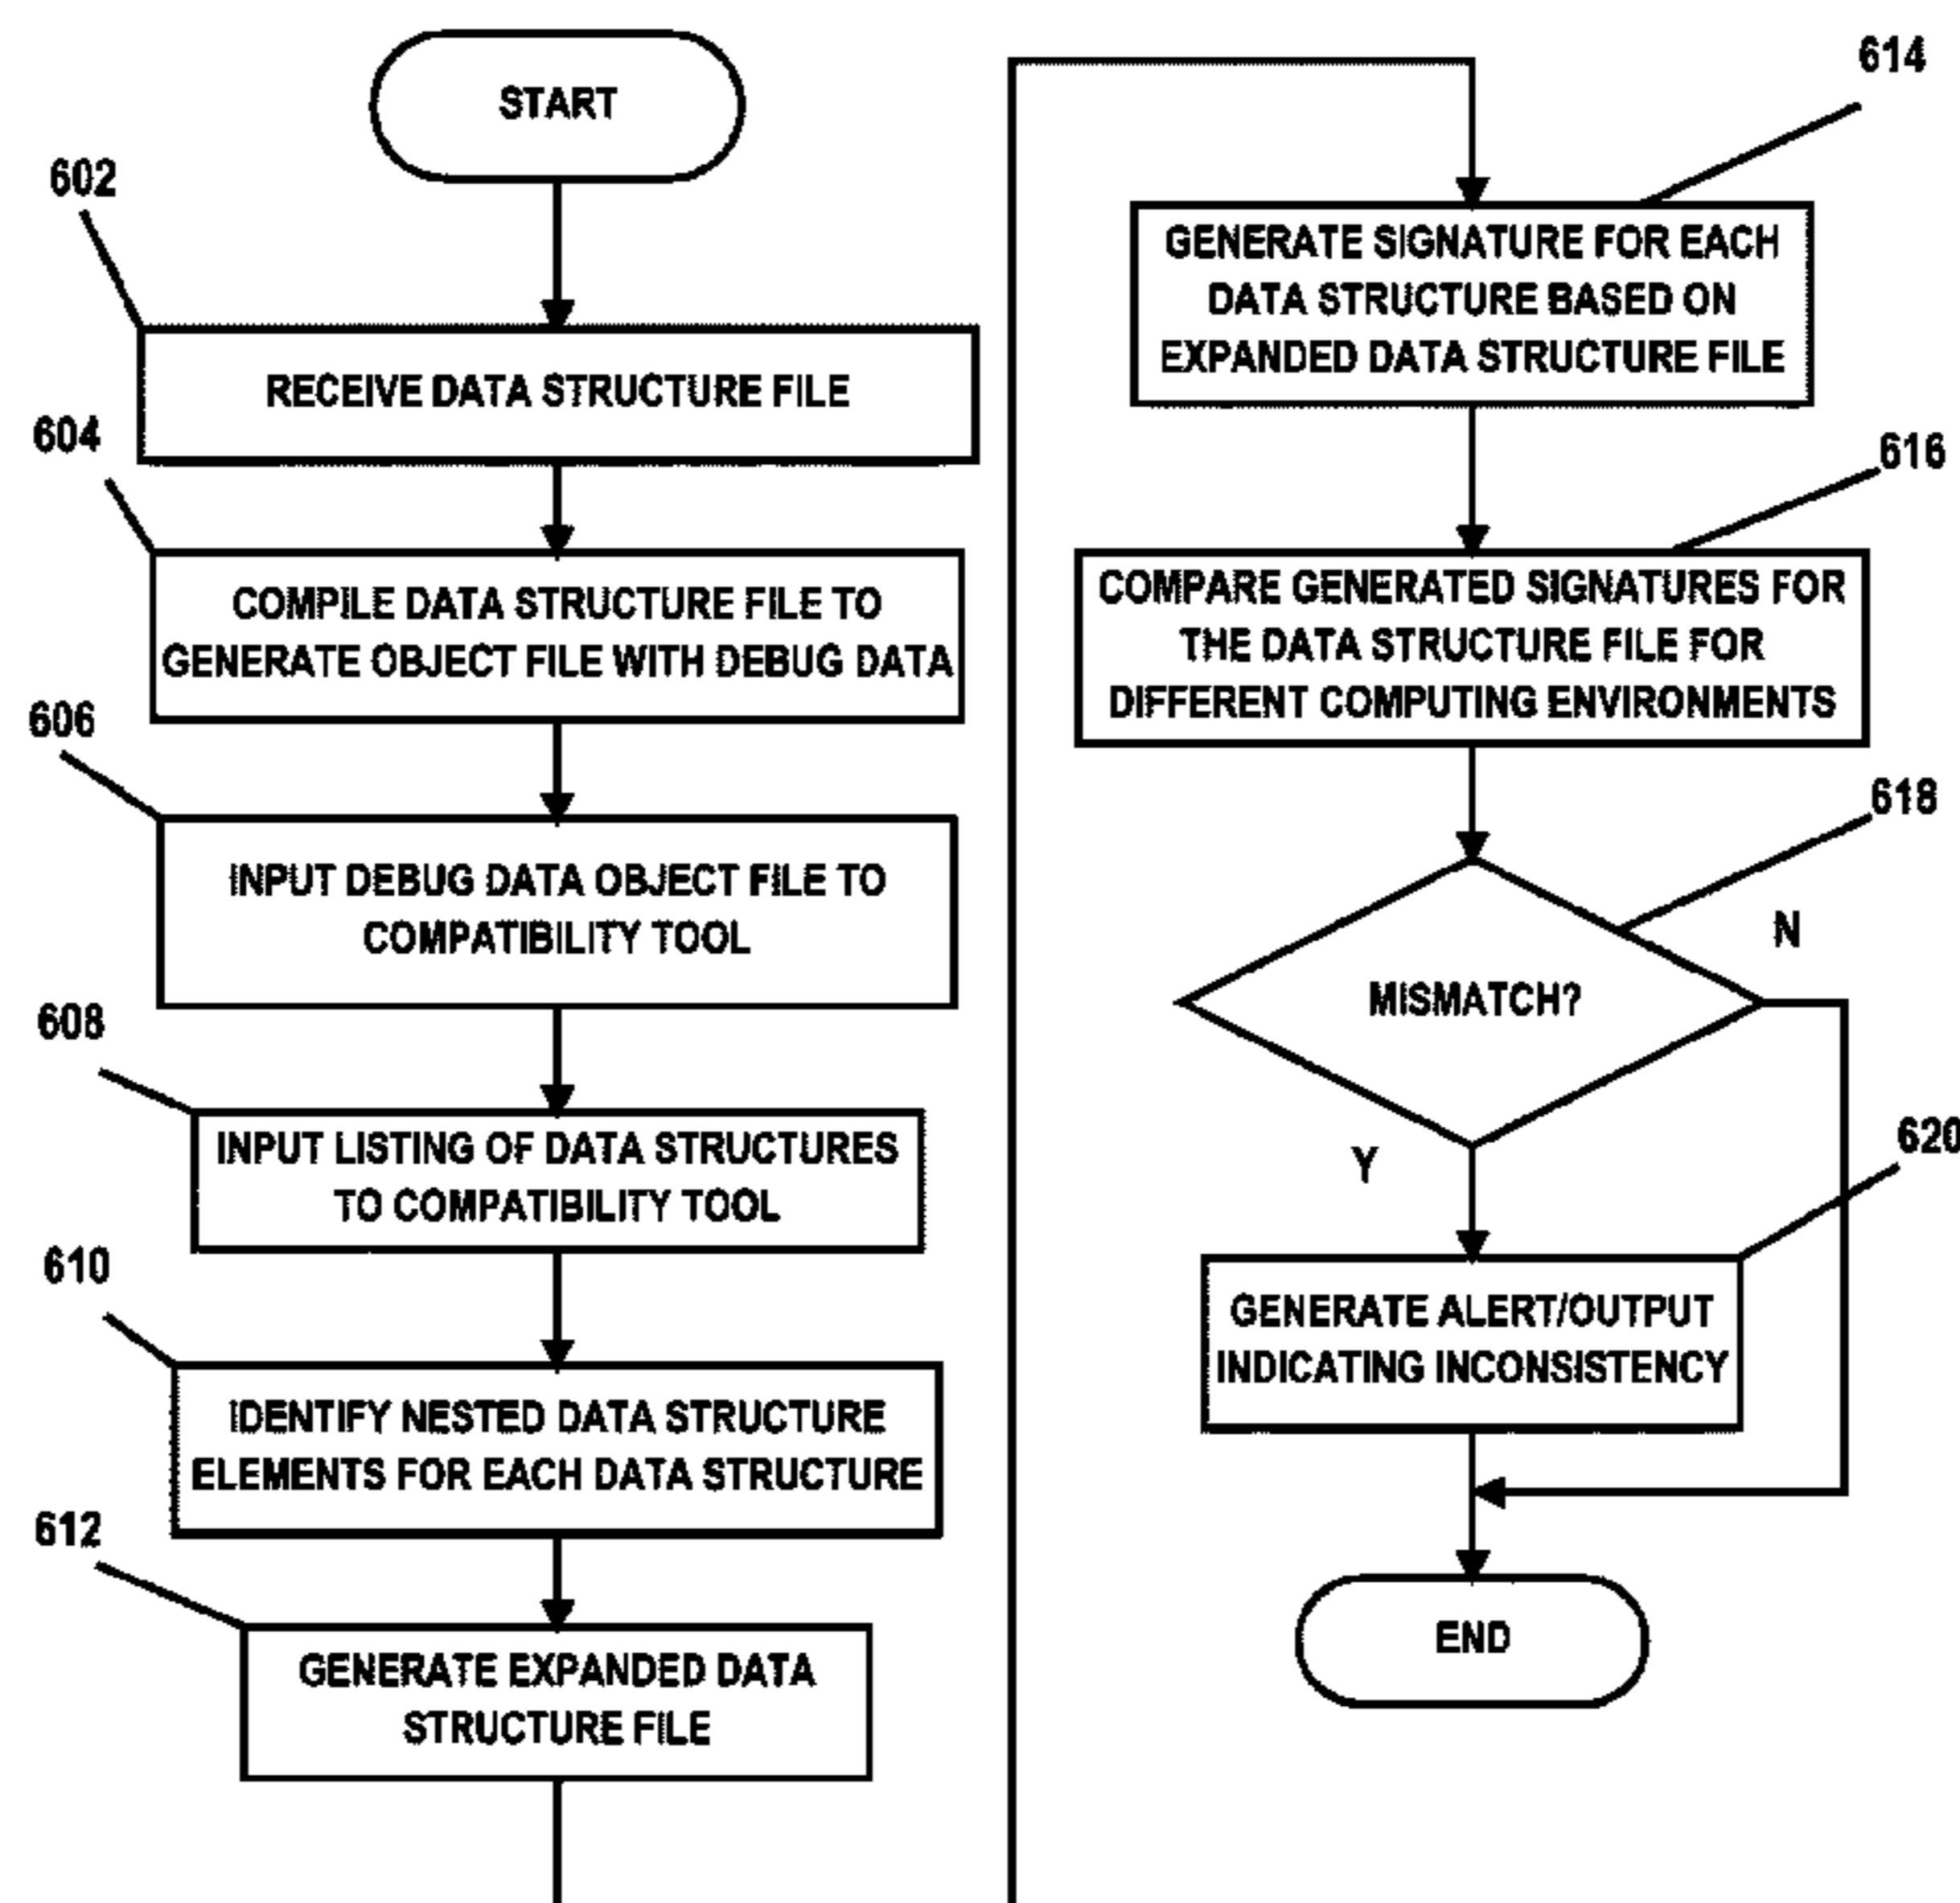 START
602
RECEIVE DATA STRUCTURE FILE
604
COMPILE DATA STRUCTURE FILE TO
GENERATE OBJECT FILE WITH DEBUG DATA
606
INPUT DEBUG DATA OBJECT FILE TO
COMPATIBILITY TOOL
608
INPUT LISTING OF DATA STRUCTURES
TO COMPATIBILITY TOOL
610
IDENTIFY NESTED DATA STRUCTURE
ELEMENTS FOR EACH DATA STRUCTURE
612
GENERATE EXPANDED DATA
STRUCTURE FILE
614
GENERATE SIGNATURE FOR EACH
DATA STRUCTURE BASED ON
EXPANDED DATA STRUCTURE FILE
616
COMPARE GENERATED SIGNATURES FOR
THE DATA STRUCTURE FILE FOR
DIFFERENT COMPUTING ENVIRONMENTS
618
N
MISMATCH?
Y
620
GENERATE ALERT/OUTPUT
INDICATING INCONSISTENCY
END